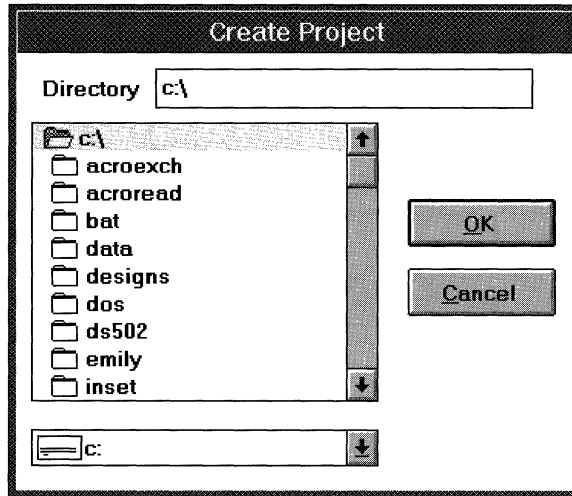 Create Project
Directory c:\
c:\
acroexch
acroread
bat
data
designs
dos
ds502
emily
inset
OK
Cancel
c: